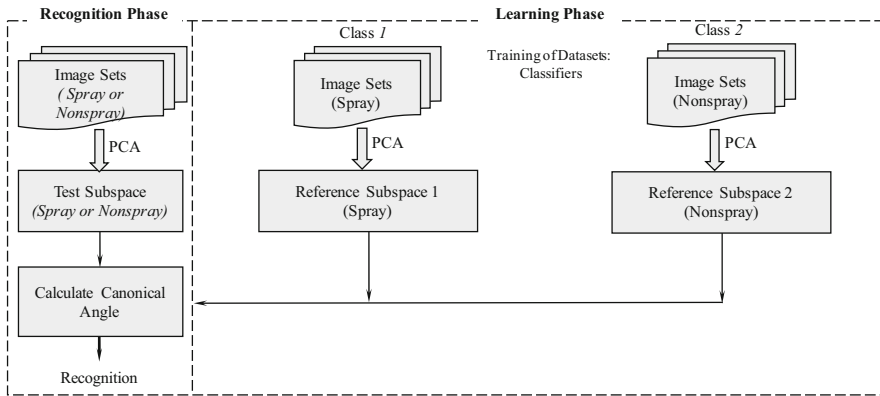 Recognition Phase
Learning Phase
Image Sets
( Spray or
Nonspray)
PCA
Test Subspace
(Spray or Nonspray)
Calculate Canonical
Angle
Recognition
Class 1
Image Sets
(Spray)
PCA
Reference Subspace 1
(Spray)
Training of Datasets:
Classifiers
Class 2
Image Sets
(Nonspray)
PCA
Reference Subspace 2
(Nonspray)